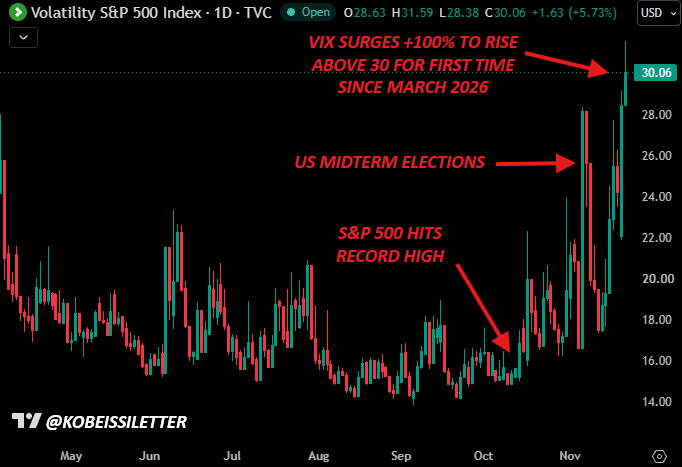 Volatility S&P 500 Index · 1D · TVC Open O28.63 H31.59 L28.38 C30.06 +1.63 (+5.73%) USD
VIX SURGES +100% TO RISE
ABOVE 30 FOR FIRST TIME
SINCE MARCH 2026
30.06
28.00
US MIDTERM ELECTIONS
26.00
24.00
S&P 500 HITS
RECORD HIGH
22.00
20.00
18.00
16.00
14.00
@KOBEISSILETTER
May Jun Jul Aug Sep Oct Nov